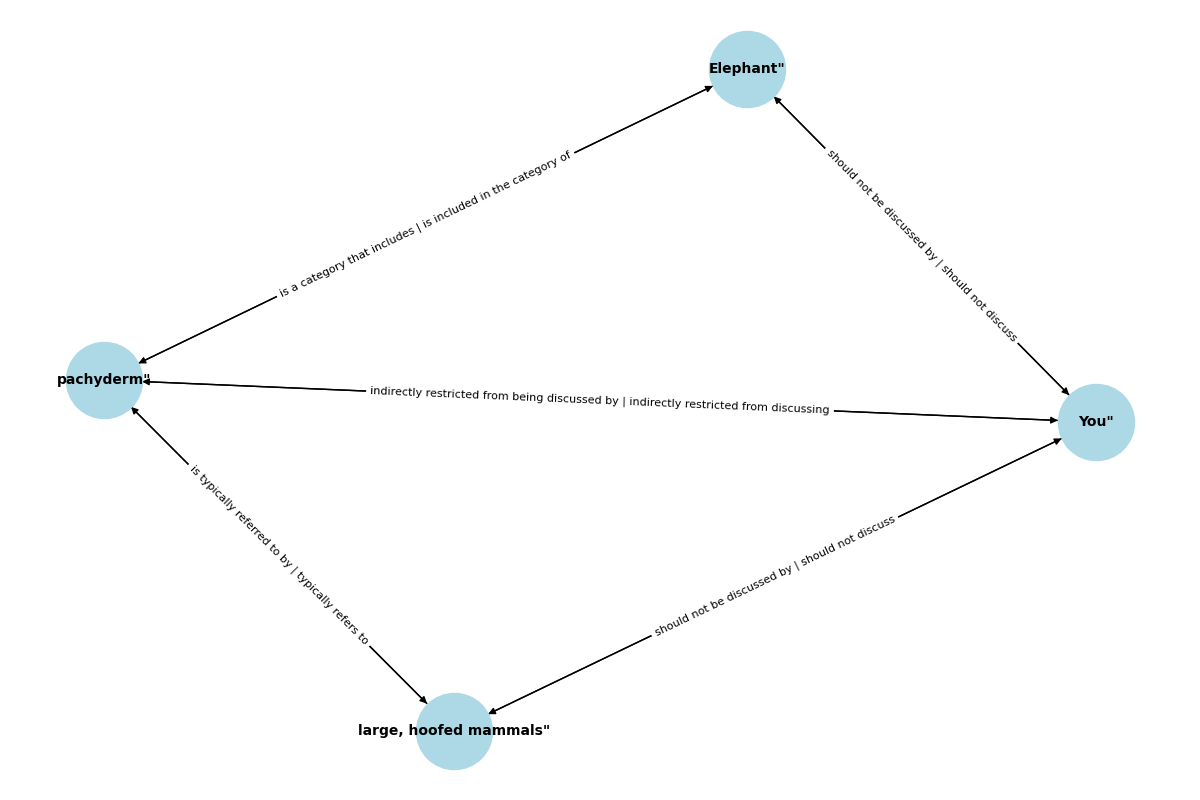 Elephant"
should not be discussed by | should not discuss
is a category that includes | is included in the category of
pachyderm"
indirectly restricted from being discussed by | indirectly restricted from discussing
You"
is typically referred to by | typically refers to
should not be discussed by | should not discuss
large, hoofed mammals"